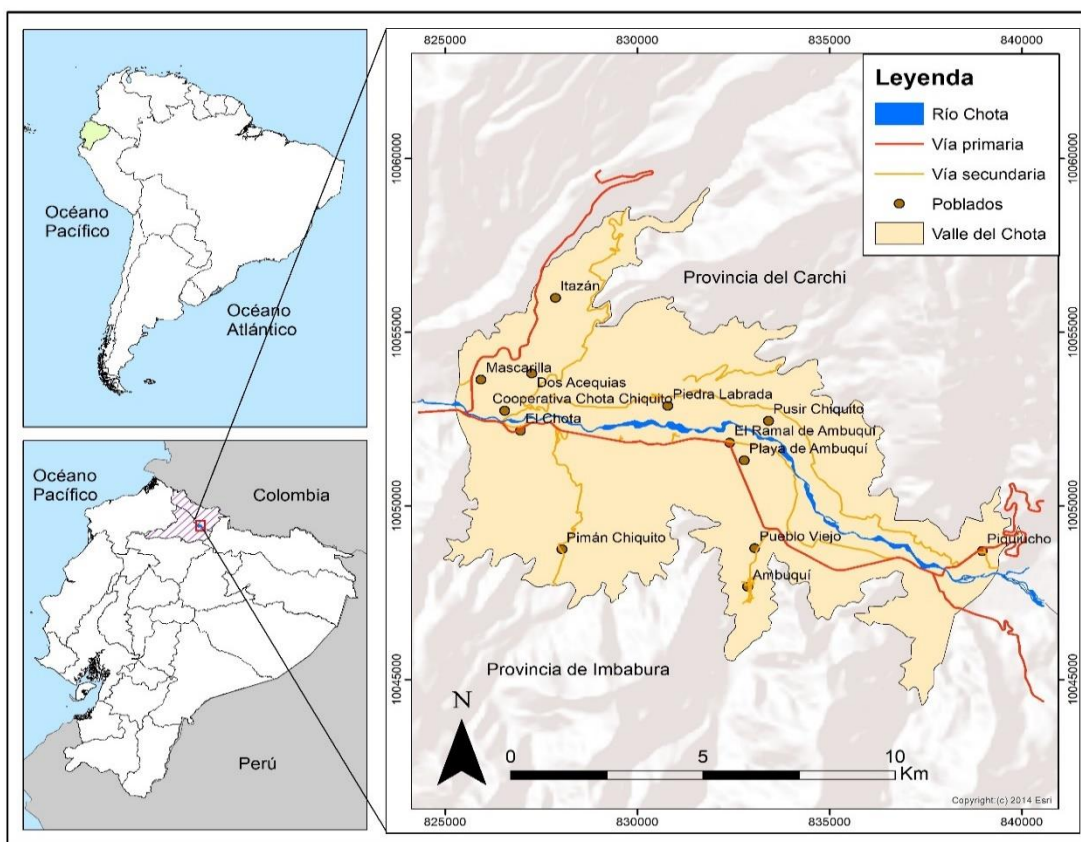 Océano
Pacífico
Océano
Atlántico
Océano
Pacífico
Colombia
Perú
825000
830000
835000
840000
10060000
10055000
10050000
10045000
10060000
10055000
10050000
10045000
Leyenda
Río Chota
Vía primaria
Vía secundaria
Poblados
Valle del Chota
Provincia del Carchi
Itazán
Mascarilla
Dos Acequias
Cooperativa Chota Chiquito
Piedra Labrada
El Chota
Pusir Chiquito
El Ramal de Ambuquí
Playa de Ambuquí
Pimán Chiquito
Pueblo Viejo
Piquiucho
Ambuquí
Provincia de Imbabura
N
0 5 10
Km
Copyright:(c) 2014 Esri
825000
830000
835000
840000